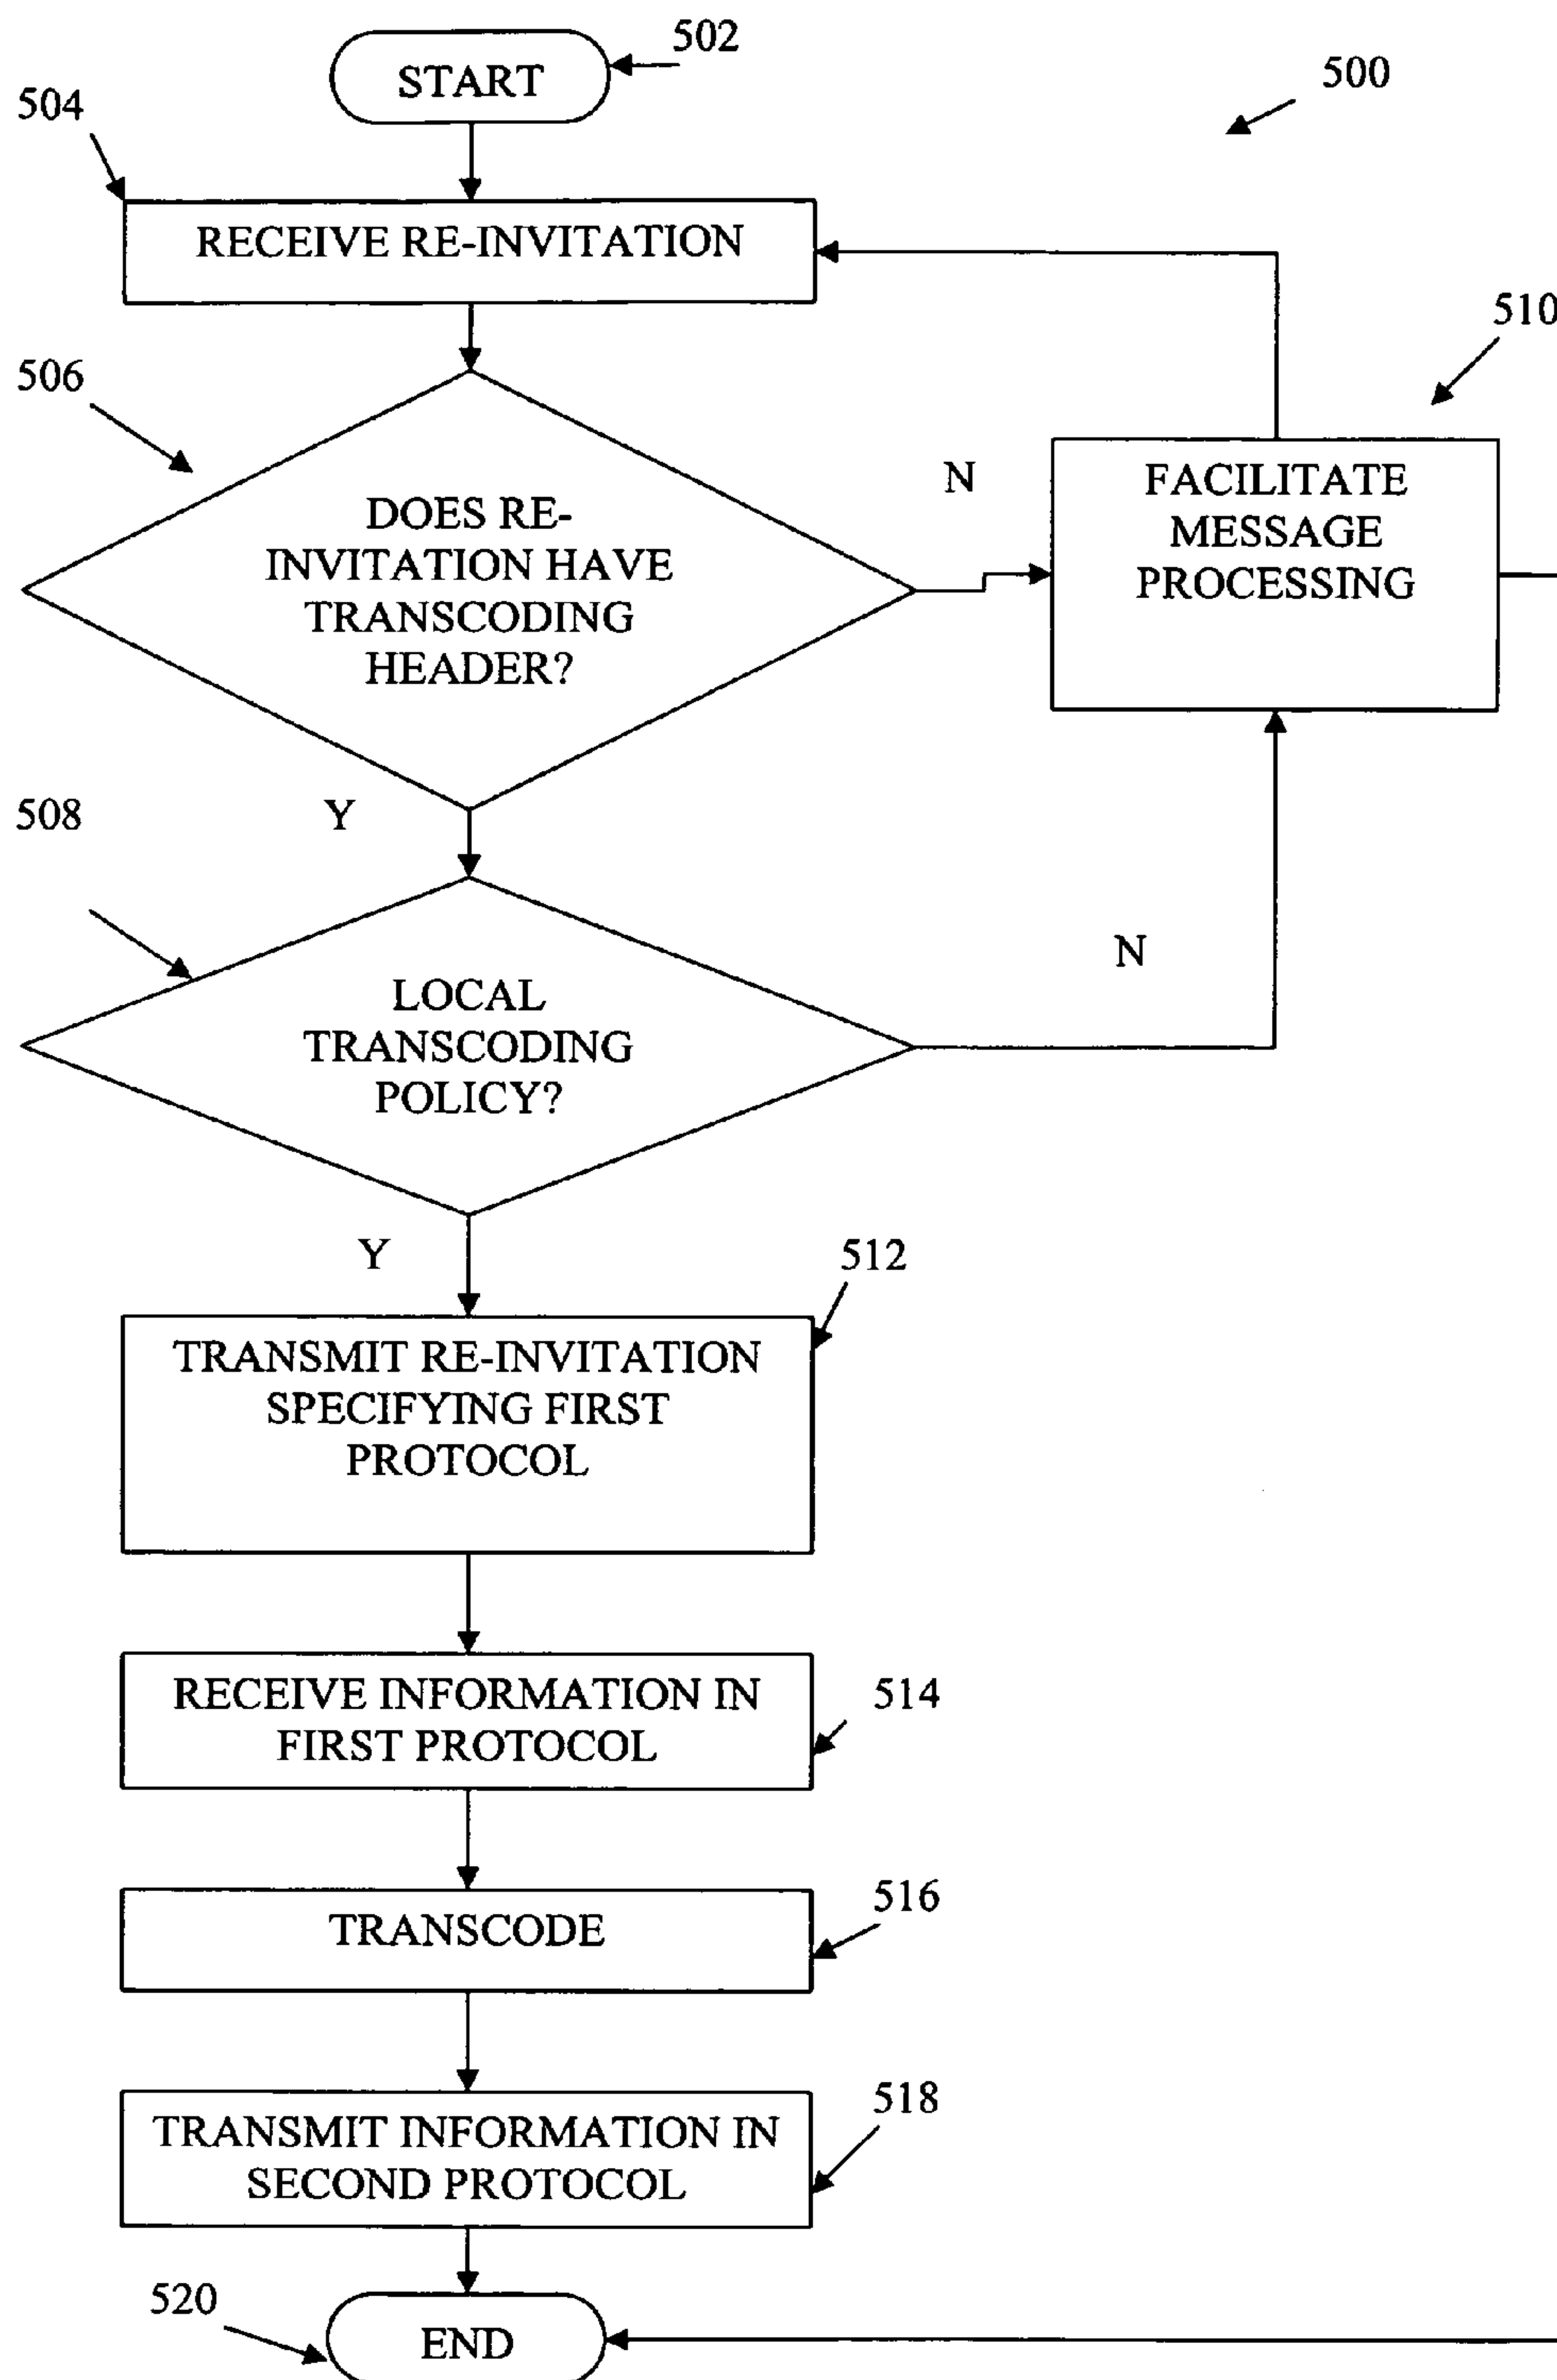 502
START
500
504
RECEIVE RE-INVITATION
510
506
N
FACILITATE
MESSAGE
PROCESSING
DOES RE-
INVITATION HAVE
TRANSCODING
HEADER?
Y
508
N
LOCAL
TRANSCODING
POLICY?
Y
512
TRANSMIT RE-INVITATION
SPECIFYING FIRST
PROTOCOL
RECEIVE INFORMATION IN
FIRST PROTOCOL
514
TRANSCODE
516
TRANSMIT INFORMATION IN
SECOND PROTOCOL
518
520
END